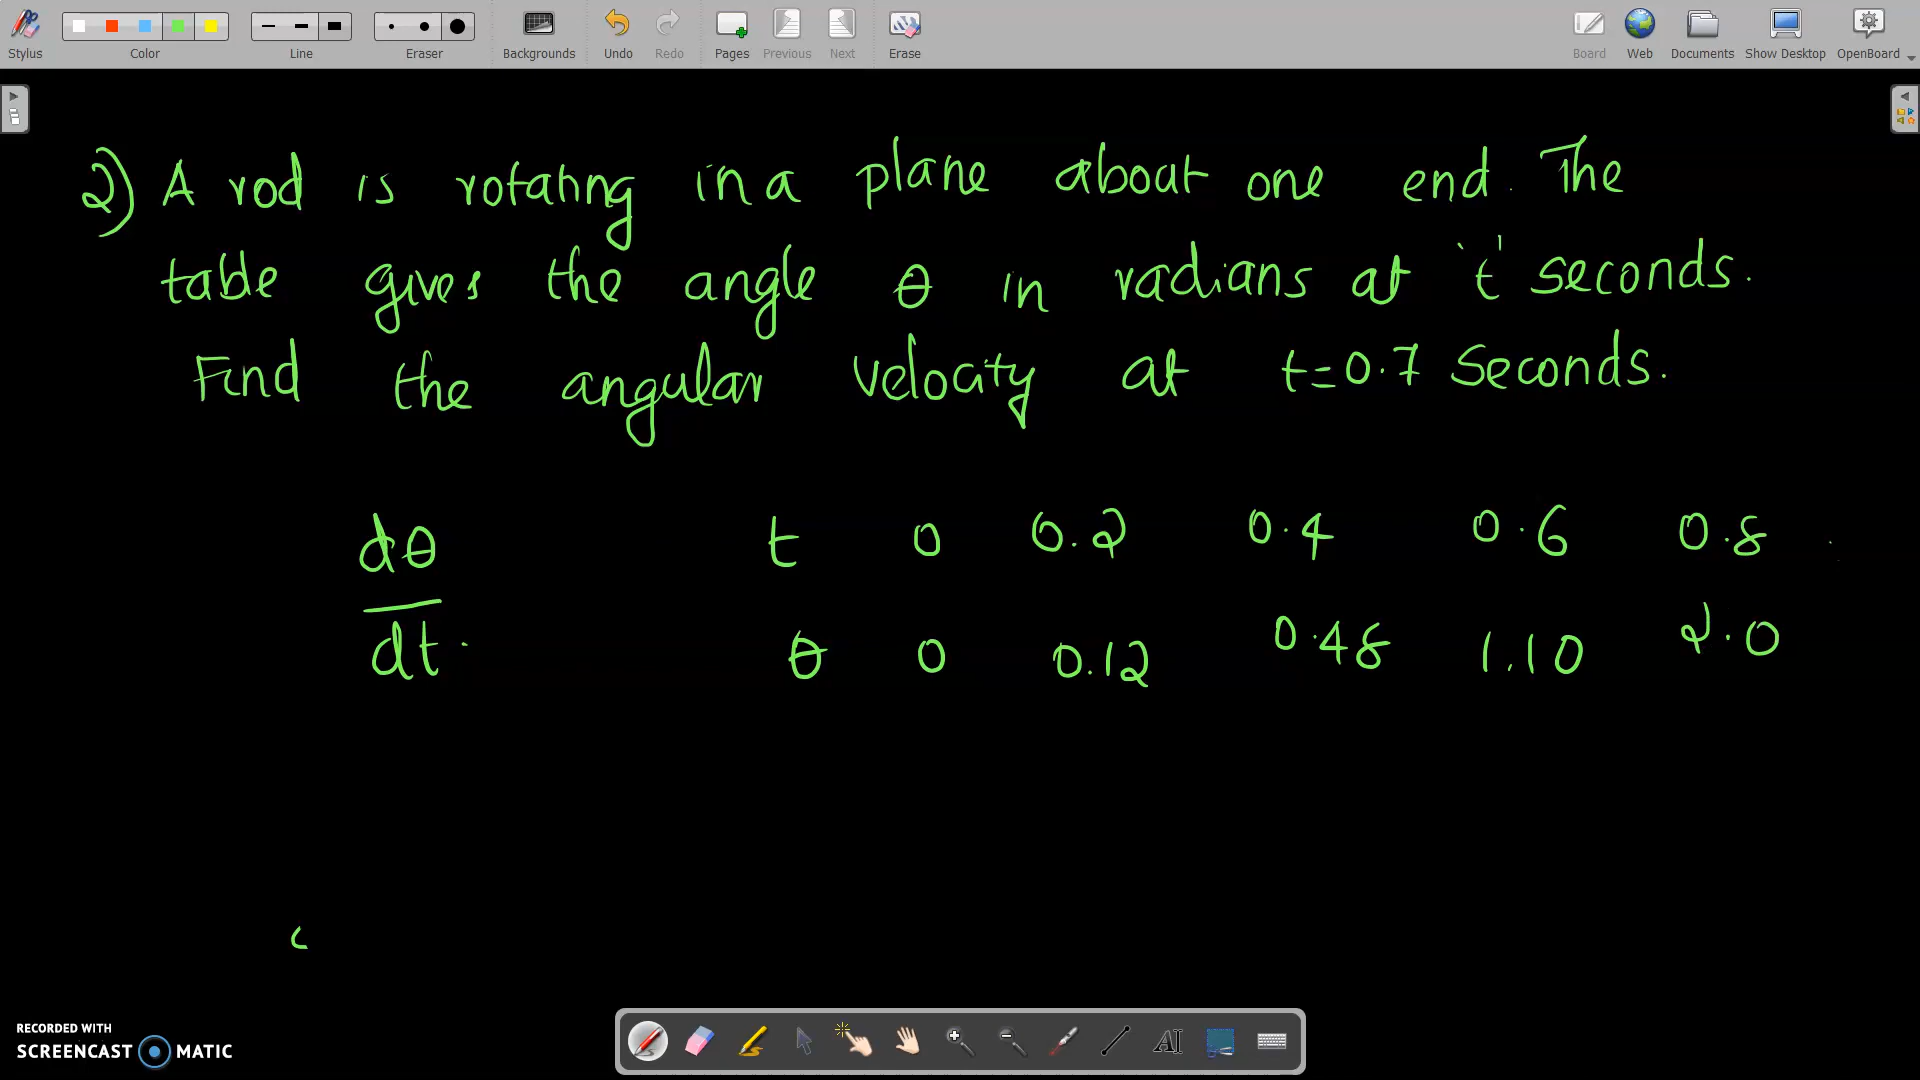 Stylus Color Line Eraser Backgrounds Undo Redo Pages Previous Next Erase Board Web Documents Show Desktop OpenBoard
2) A rod is rotating in a plane about one end. The
table gives the angle θ in radians at 't' seconds.
Find the angular velocity at t=0.7 seconds.
dθ
dt.
t 0 0.2 0.4 0.6 0.8
θ 0 0.12 0.48 1.10 2.0
RECORDED WITH
SCREENCAST MATIC